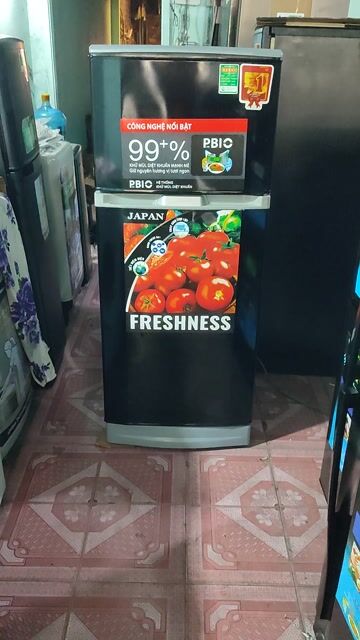 CÔNG NGHỆ NỔI BẬT
99+%
KHỬ MÙI, DIỆT KHUẨN MẠNH MẼ
Giữ nguyên hương vị tươi ngon
PBIO
PBIO
HỆ THỐNG
KHỬ MÙI, DIỆT KHUẨN
JAPAN
FRESHNESS